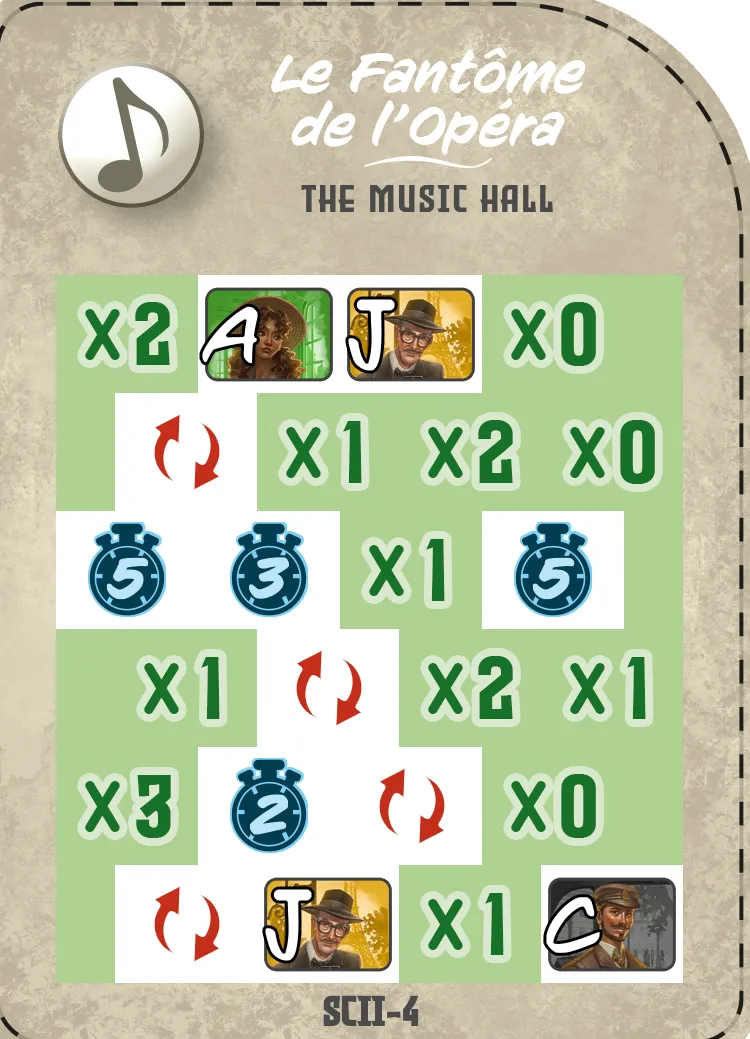 Le Fantôme
de l'Opéra
THE MUSIC HALL
X2 A J X0
X1 X2 X0
5 3 X1 5
X1 X2 X1
X3 2 X0
J X1 C
SCII-4